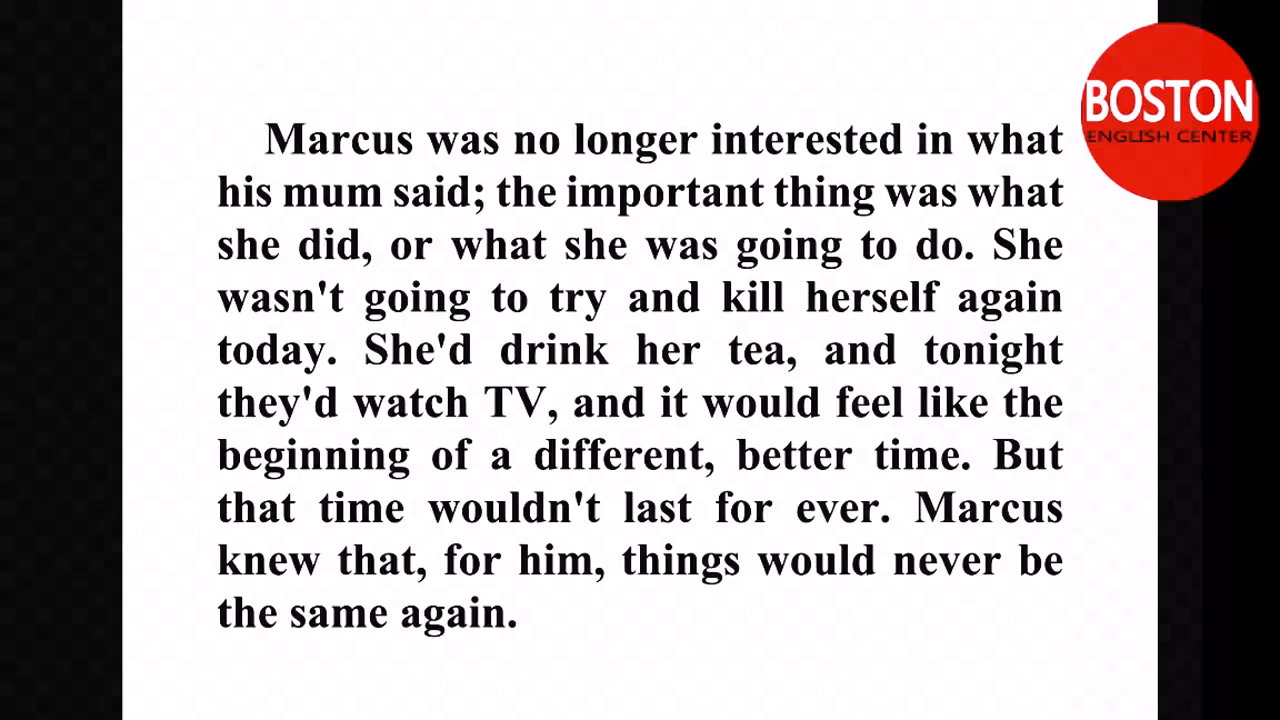 BOSTON
ENGLISH CENTER
Marcus was no longer interested in what
his mum said; the important thing was what
she did, or what she was going to do. She
wasn't going to try and kill herself again
today. She'd drink her tea, and tonight
they'd watch TV, and it would feel like the
beginning of a different, better time. But
that time wouldn't last for ever. Marcus
knew that, for him, things would never be
the same again.